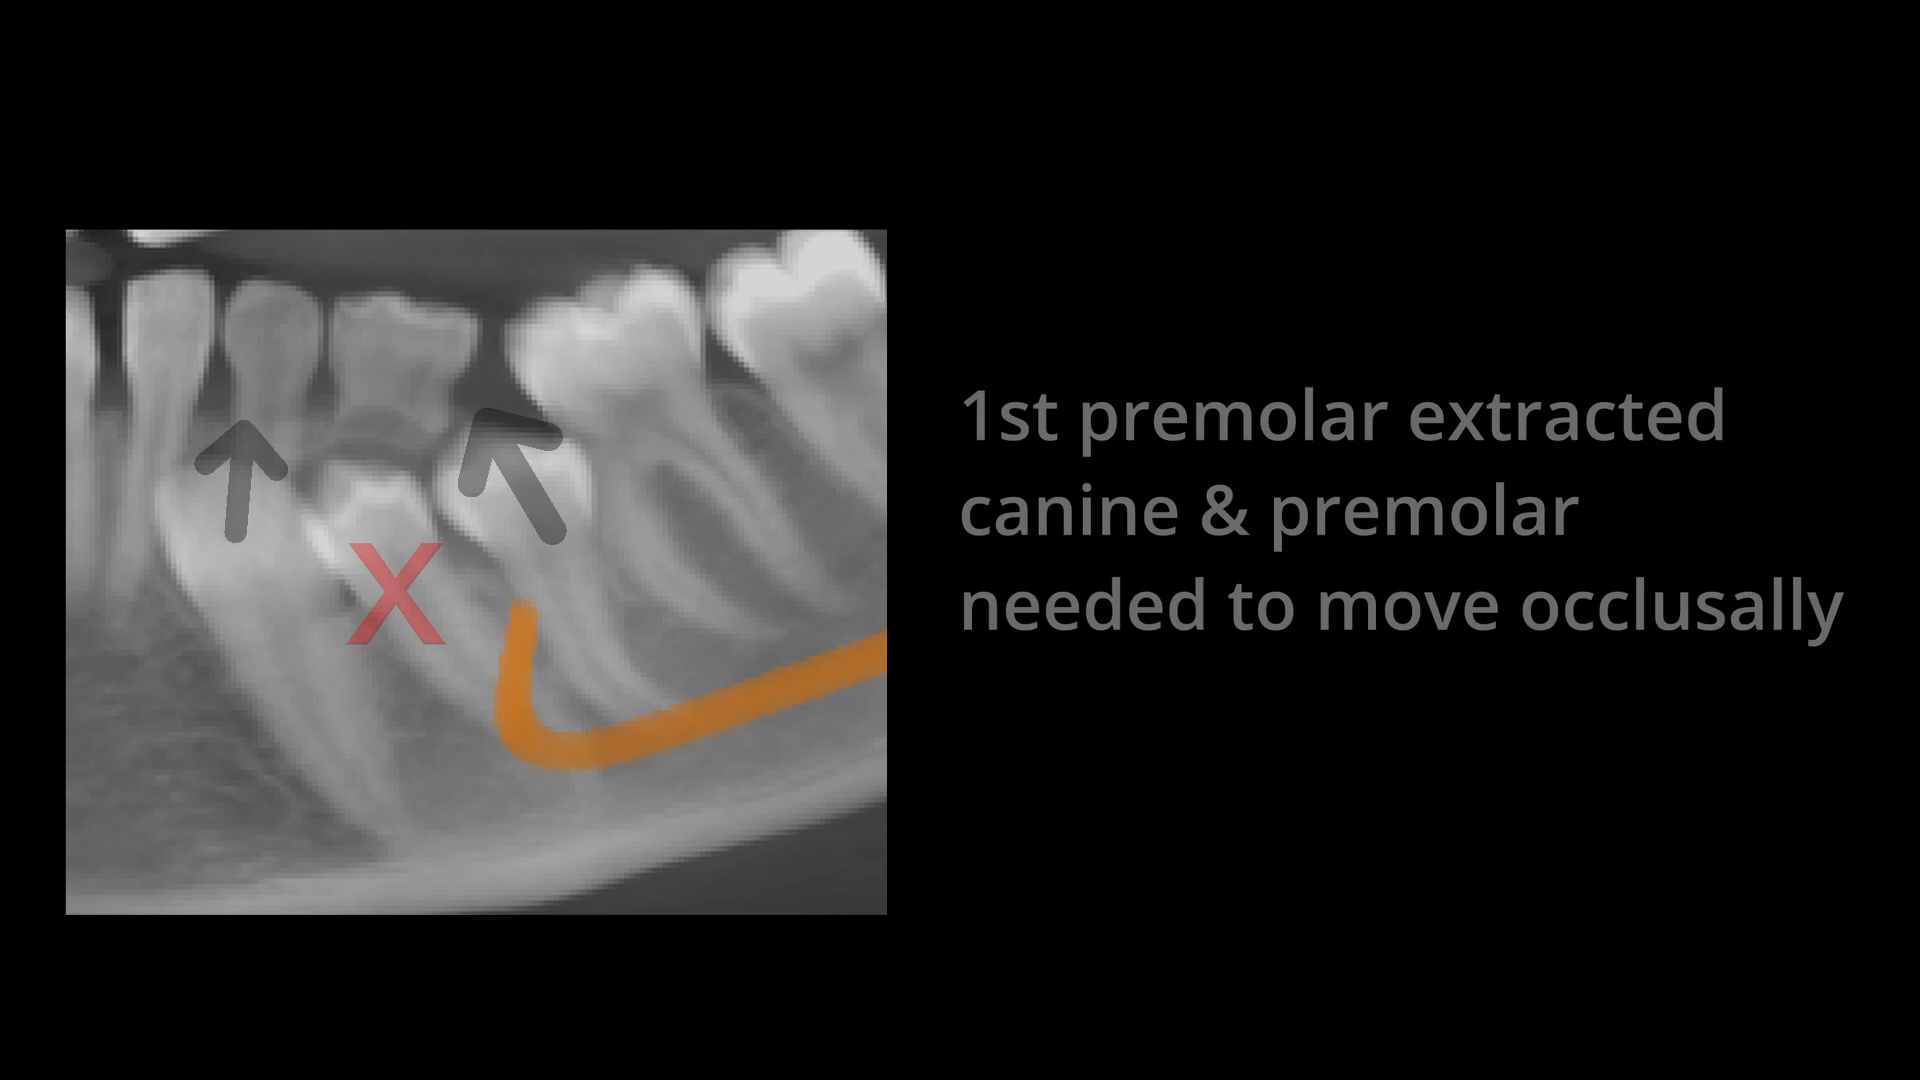 X
1st premolar extracted
canine & premolar
needed to move occlusally